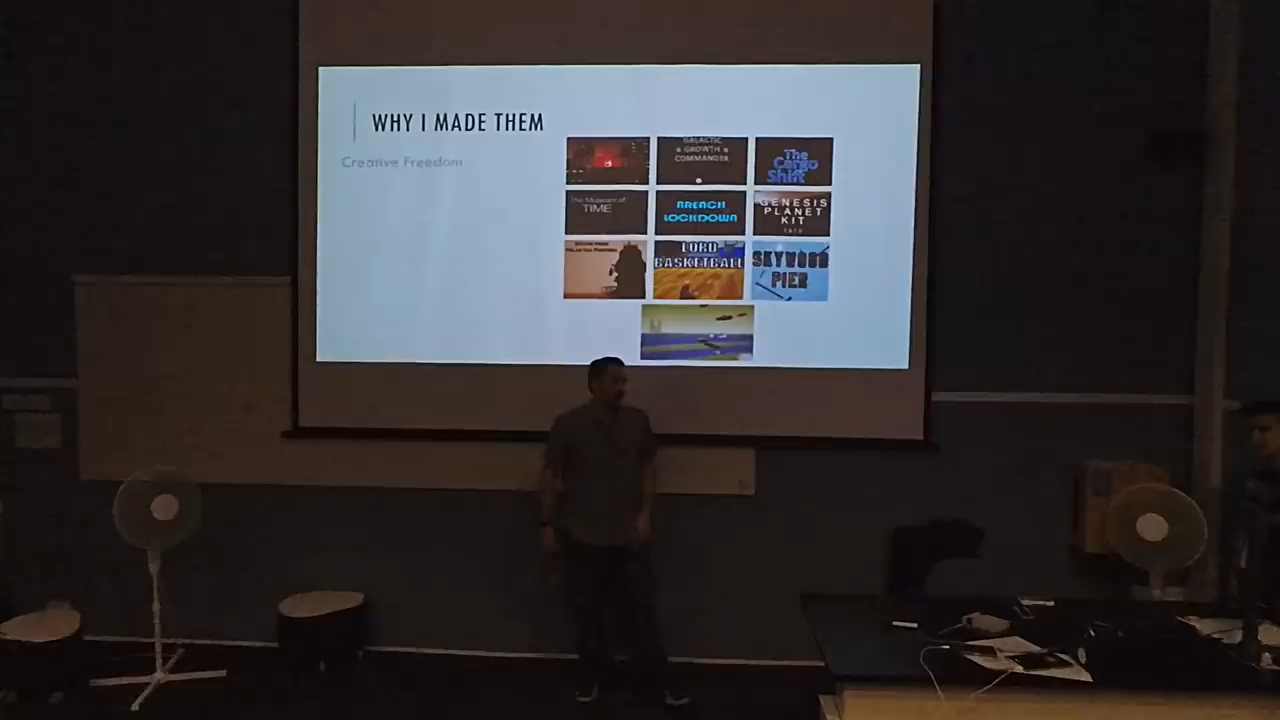 WHY I MADE THEM
Creative Freedom
GALACTIC
GROWTH
COMMANDER
The
Cargo
Shift
The Museum of
TIME
BREACH
LOCKDOWN
GENESIS
PLANET
KIT
LORD
BASKETBALL
SKYWOOD
PIER